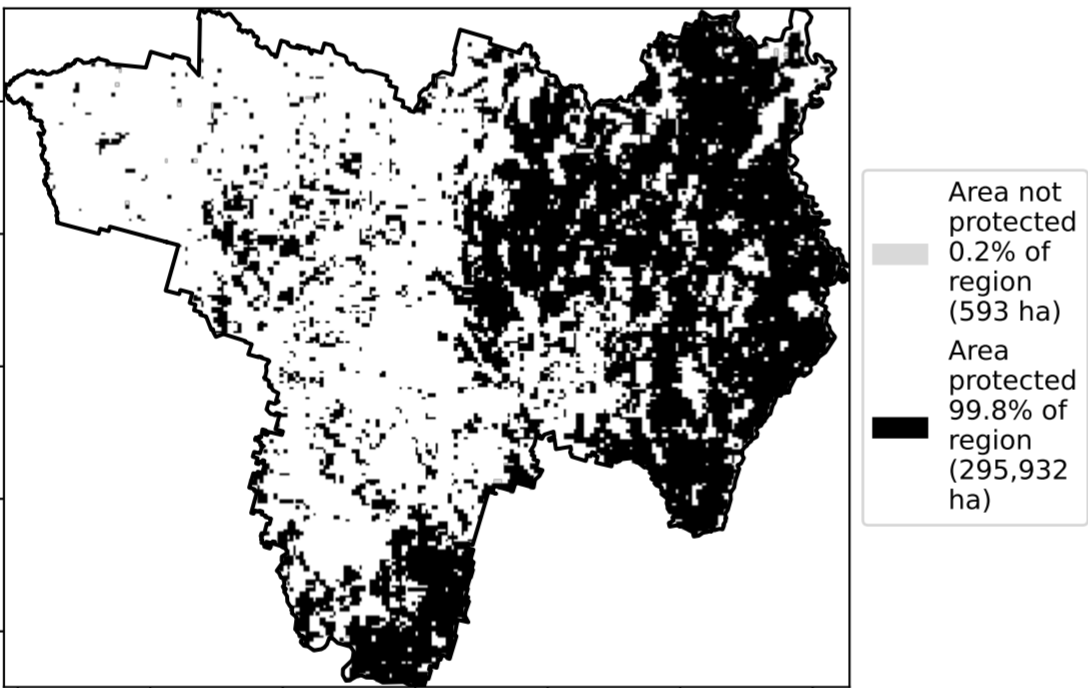 Area not
protected
0.2% of
region
(593 ha)
Area
protected
99.8% of
region
(295,932
ha)